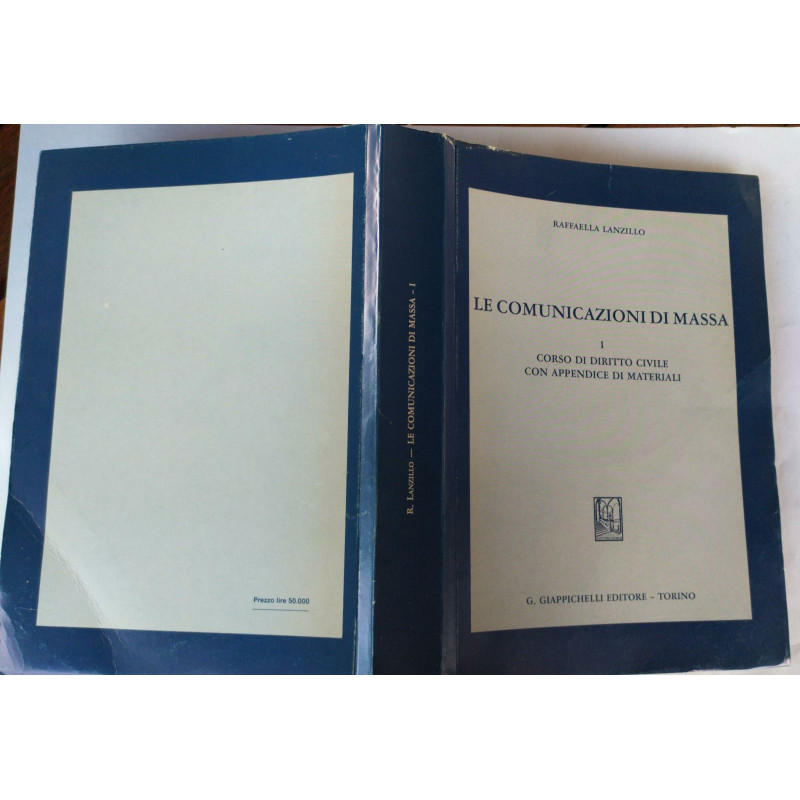 Prezzo lire 50.000
R. LANZILLO — LE COMUNICAZIONI DI MASSA - I
RAFFAELLA LANZILLO
LE COMUNICAZIONI DI MASSA
I
CORSO DI DIRITTO CIVILE
CON APPENDICE DI MATERIALI
G. GIAPPICHELLI EDITORE – TORINO